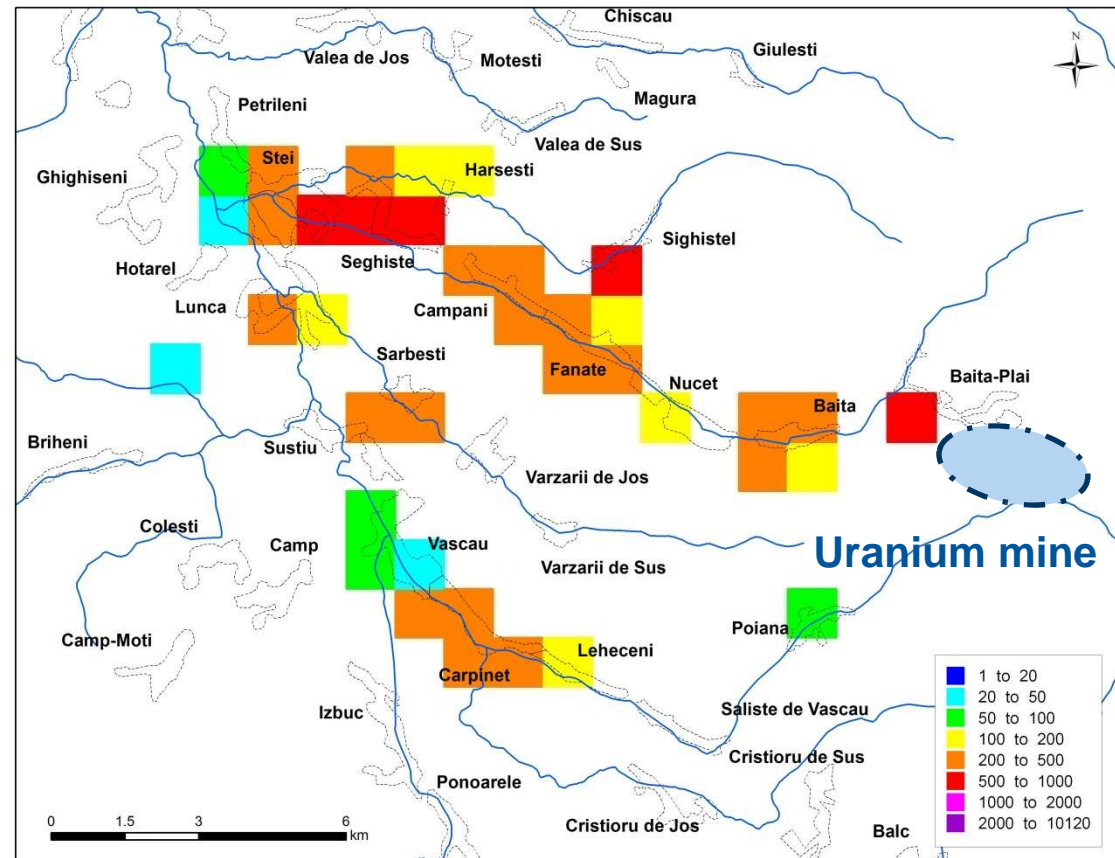 Chiscau
Giulesti
Valea de Jos
Motesti
N
Magura
Petrileni
Valea de Sus
Stei
Harsesti
Ghighiseni
Sighistel
Hotarel
Seghiste
Lunca
Campani
Sarbesti
Fanate
Nucet
Baita-Plai
Baita
Briheni
Sustiu
Varzarii de Jos
Colesti
Camp
Vascau
Uranium mine
Varzarii de Sus
Camp-Moti
Poiana
Leheceni
Carpinet
Izbuc
Saliste de Vascau
Cristioru de Sus
Ponoarele
Cristioru de Jos
Balc
1 to 20
20 to 50
50 to 100
100 to 200
200 to 500
500 to 1000
1000 to 2000
2000 to 10120
0 1.5 3 6
km